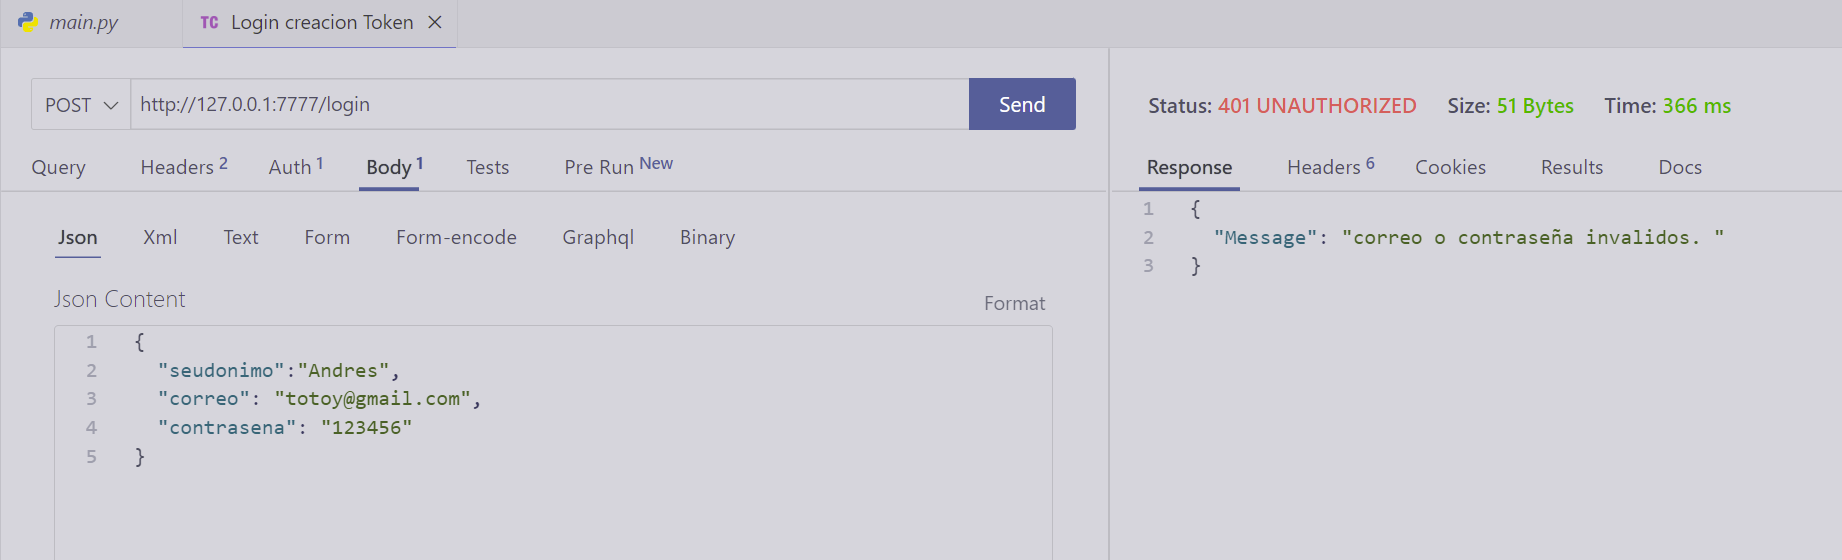 main.py
TC Login creacion Token
POST http://127.0.0.1:7777/login Send
Query Headers 2 Auth 1 Body 1 Tests Pre Run New
Json Xml Text Form Form-encode Graphql Binary
Json Content Format
1 {
2 "seudonimo":"Andres",
3 "correo": "totoy@gmail.com",
4 "contrasena": "123456"
5 }
Status: 401 UNAUTHORIZED Size: 51 Bytes Time: 366 ms
Response Headers 6 Cookies Results Docs
1 {
2 "Message": "correo o contraseña invalidos. "
3 }